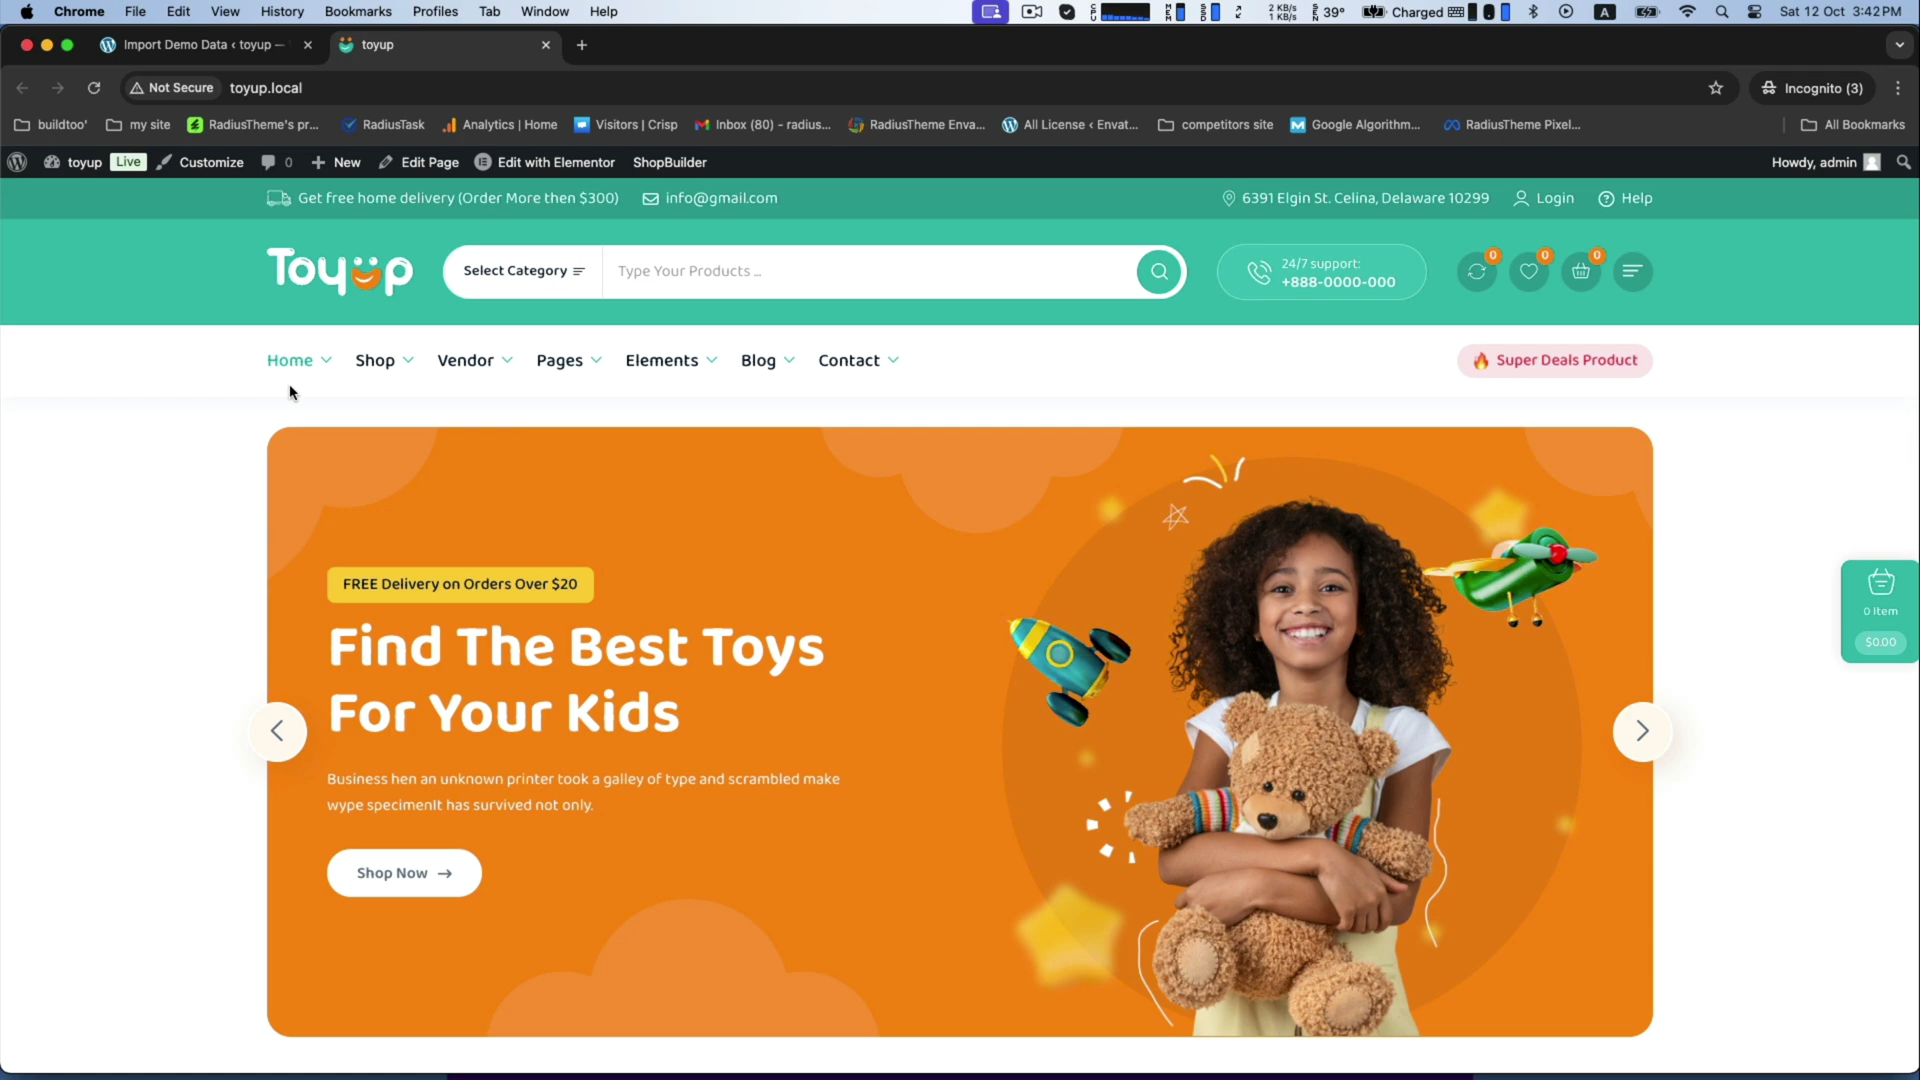 Chrome File Edit View History Bookmarks Profiles Tab Window Help
2 KB/s
1 KB/s
39° Charged A Sat 12 Oct 3:42 PM
Import Demo Data ‹ toyup —
toyup
Not Secure toyup.local
Incognito (3)
buildtoo' my site RadiusTheme's pr... RadiusTask Analytics | Home Visitors | Crisp Inbox (80) - radius... RadiusTheme Enva... All License ‹ Envat... competitors site Google Algorithm... RadiusTheme Pixel... All Bookmarks
toyup Live Customize 0 New Edit Page Edit with Elementor ShopBuilder Howdy, admin
Get free home delivery (Order More then $300) info@gmail.com 6391 Elgin St. Celina, Delaware 10299 Login Help
Toyup
Select Category Type Your Products ...
24/7 support:
+888-0000-000
0 0 0
Home Shop Vendor Pages Elements Blog Contact Super Deals Product
FREE Delivery on Orders Over $20
Find The Best Toys
For Your Kids
Business hen an unknown printer took a galley of type and scrambled make
wype specimenIt has survived not only.
Shop Now
0 Item
$0.00